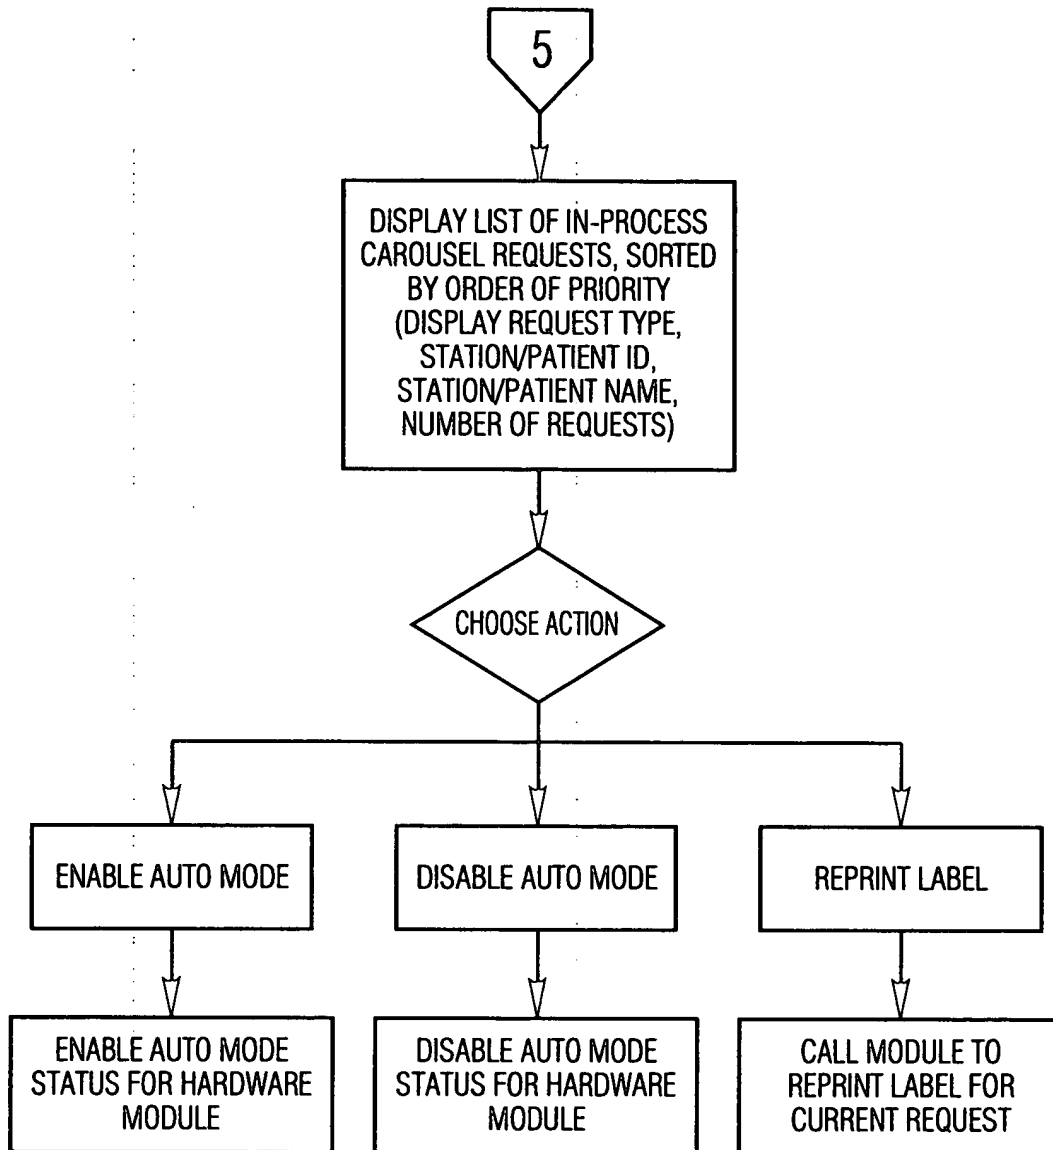 5
DISPLAY LIST OF IN-PROCESS
CAROUSEL REQUESTS, SORTED
BY ORDER OF PRIORITY
(DISPLAY REQUEST TYPE,
STATION/PATIENT ID,
STATION/PATIENT NAME,
NUMBER OF REQUESTS)
CHOOSE ACTION
ENABLE AUTO MODE
DISABLE AUTO MODE
REPRINT LABEL
ENABLE AUTO MODE
STATUS FOR HARDWARE
MODULE
DISABLE AUTO MODE
STATUS FOR HARDWARE
MODULE
CALL MODULE TO
REPRINT LABEL FOR
CURRENT REQUEST